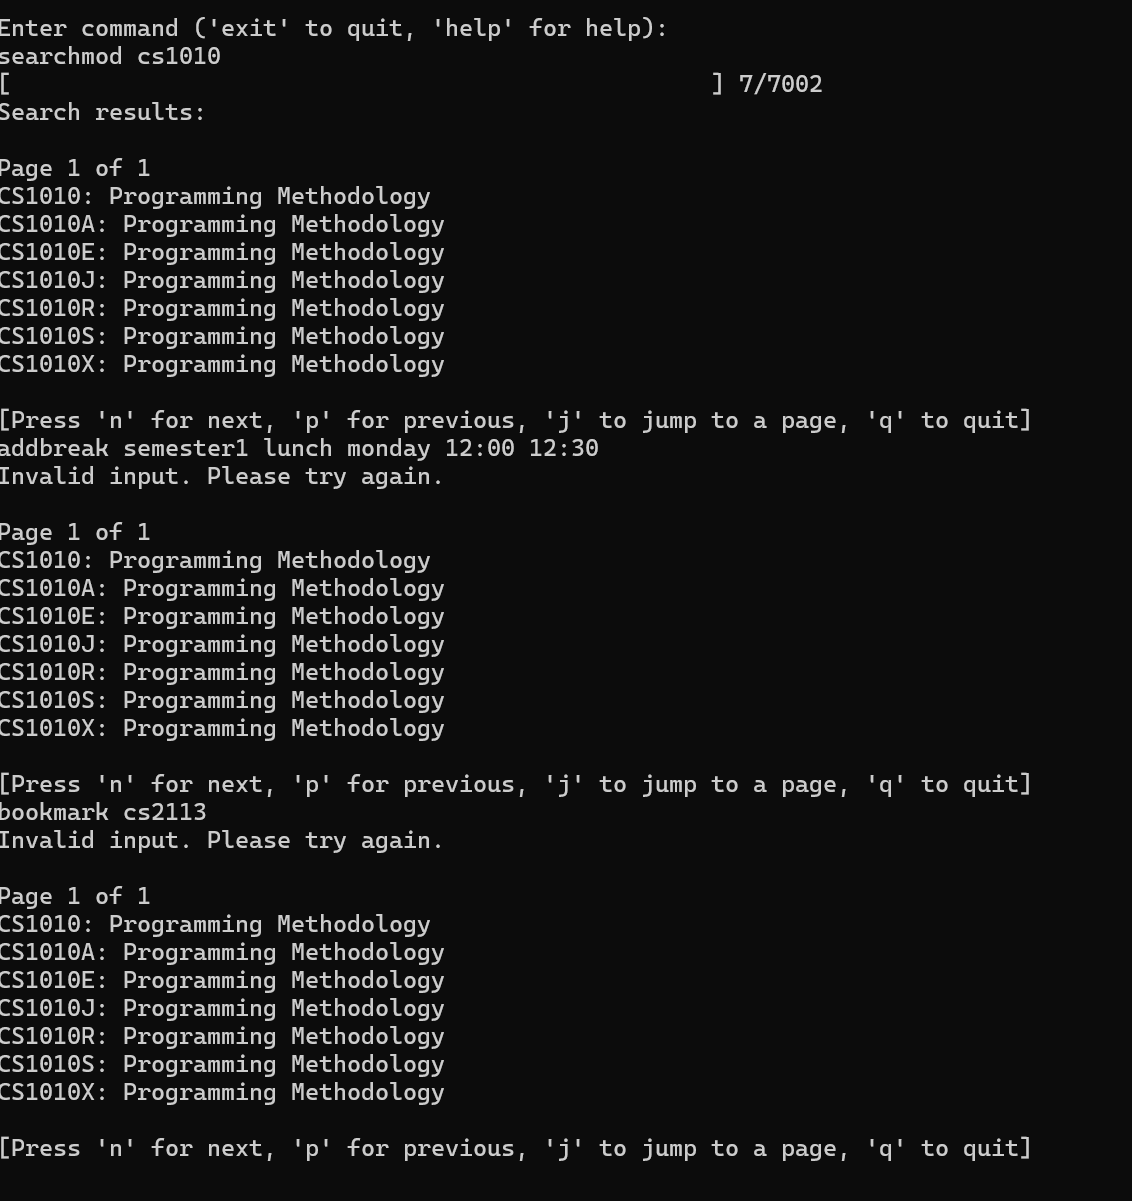 Enter command ('exit' to quit, 'help' for help):
searchmod cs1010
[                                                  ] 7/7002
Search results:

Page 1 of 1
CS1010: Programming Methodology
CS1010A: Programming Methodology
CS1010E: Programming Methodology
CS1010J: Programming Methodology
CS1010R: Programming Methodology
CS1010S: Programming Methodology
CS1010X: Programming Methodology

[Press 'n' for next, 'p' for previous, 'j' to jump to a page, 'q' to quit]
addbreak semester1 lunch monday 12:00 12:30
Invalid input. Please try again.

Page 1 of 1
CS1010: Programming Methodology
CS1010A: Programming Methodology
CS1010E: Programming Methodology
CS1010J: Programming Methodology
CS1010R: Programming Methodology
CS1010S: Programming Methodology
CS1010X: Programming Methodology

[Press 'n' for next, 'p' for previous, 'j' to jump to a page, 'q' to quit]
bookmark cs2113
Invalid input. Please try again.

Page 1 of 1
CS1010: Programming Methodology
CS1010A: Programming Methodology
CS1010E: Programming Methodology
CS1010J: Programming Methodology
CS1010R: Programming Methodology
CS1010S: Programming Methodology
CS1010X: Programming Methodology

[Press 'n' for next, 'p' for previous, 'j' to jump to a page, 'q' to quit]